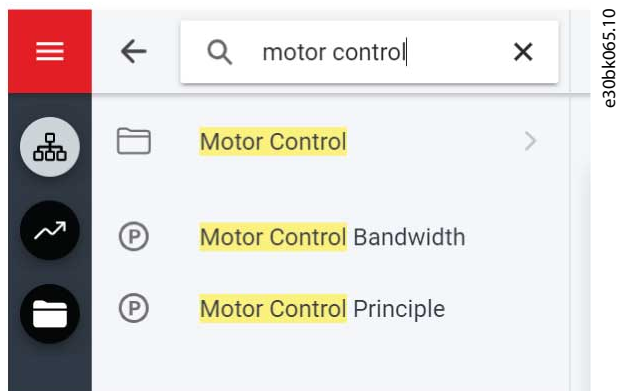 motor control
Motor Control
Motor Control Bandwidth
Motor Control Principle
e30bk065.10